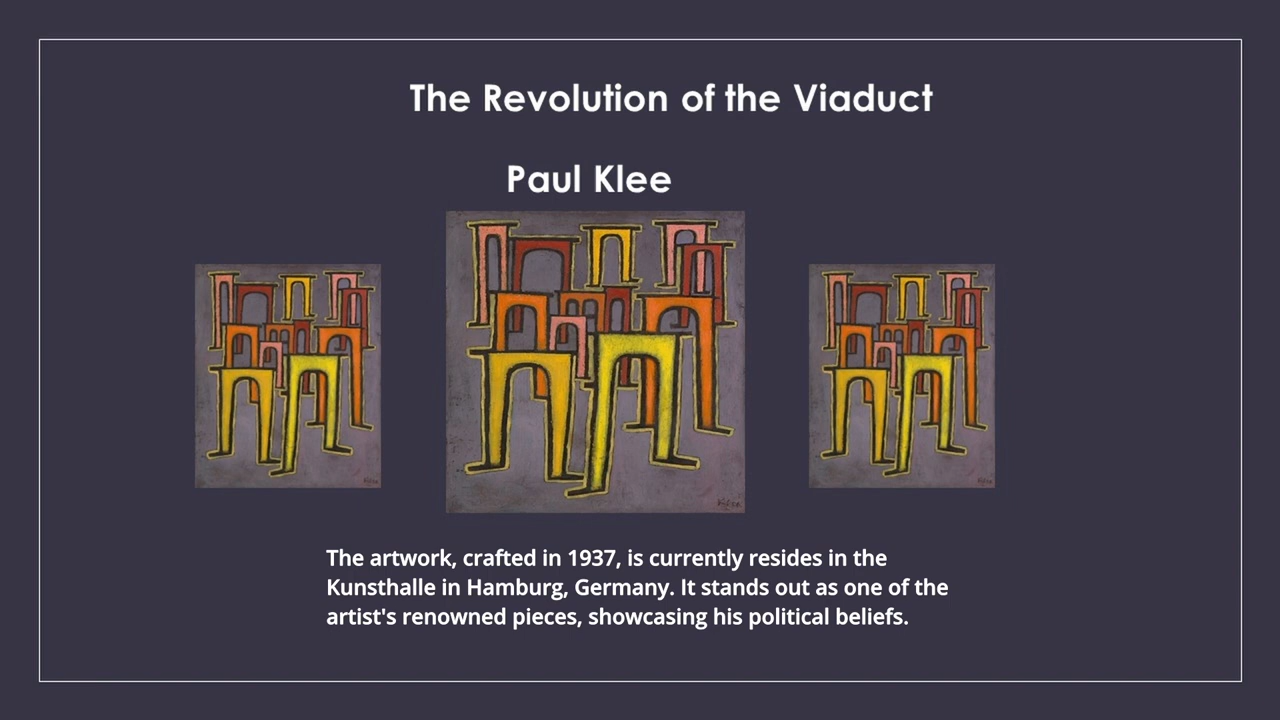 The Revolution of the Viaduct
Paul Klee
The artwork, crafted in 1937, is currently resides in the
Kunsthalle in Hamburg, Germany. It stands out as one of the
artist's renowned pieces, showcasing his political beliefs.